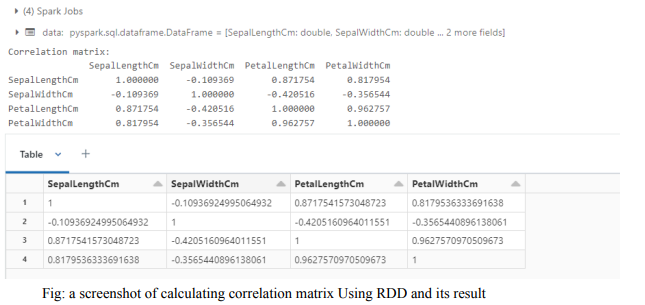 (4) Spark Jobs
data: pyspark.sql.dataframe.DataFrame = [SepalLengthCm: double, SepalWidthCm: double ... 2 more fields]
Correlation matrix:
SepalLengthCm SepalWidthCm PetalLengthCm PetalWidthCm
SepalLengthCm 1.000000 -0.109369 0.871754 0.817954
SepalWidthCm -0.109369 1.000000 -0.420516 -0.356544
PetalLengthCm 0.871754 -0.420516 1.000000 0.962757
PetalWidthCm 0.817954 -0.356544 0.962757 1.000000
Table +
SepalLengthCm SepalWidthCm PetalLengthCm PetalWidthCm
1 1 -0.10936924995064932 0.8717541573048723 0.8179536333691638
2 -0.10936924995064932 1 -0.4205160964011551 -0.3565440896138061
3 0.8717541573048723 -0.4205160964011551 1 0.9627570970509673
4 0.8179536333691638 -0.3565440896138061 0.9627570970509673 1
Fig: a screenshot of calculating correlation matrix Using RDD and its result